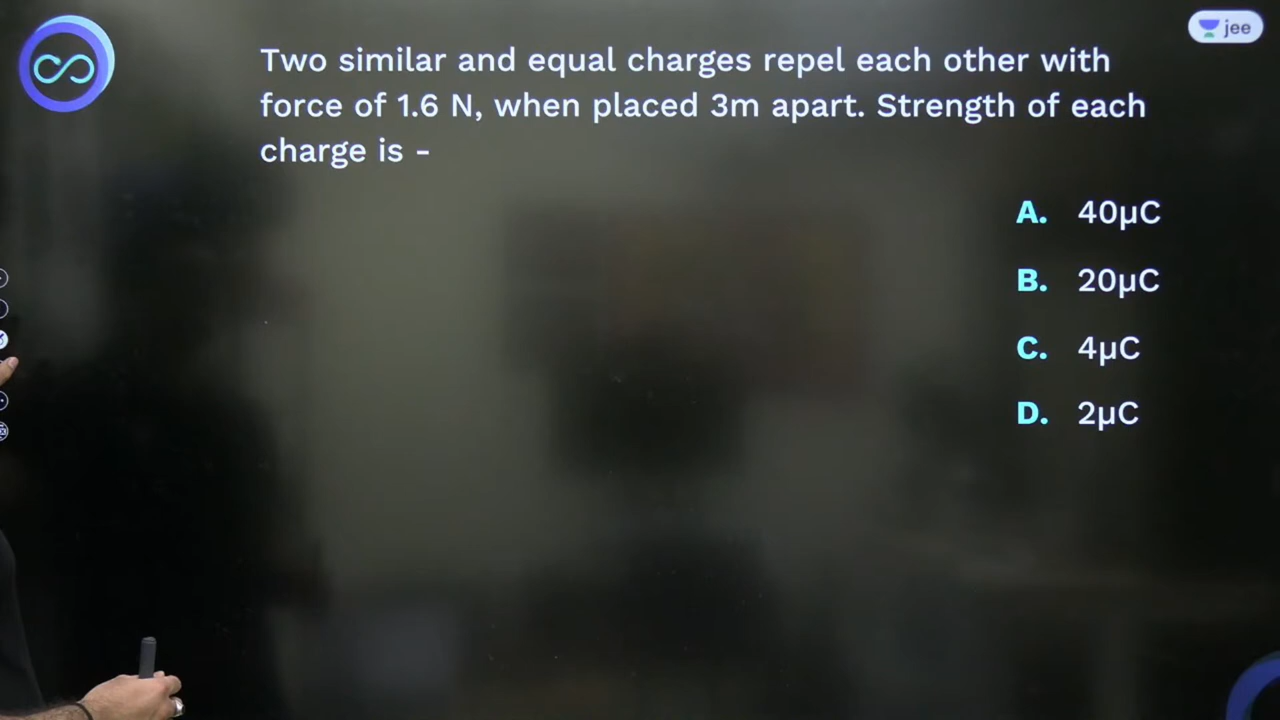 jee
Two similar and equal charges repel each other with
force of 1.6 N, when placed 3m apart. Strength of each
charge is -
A. 40μC
B. 20μC
C. 4μC
D. 2μC